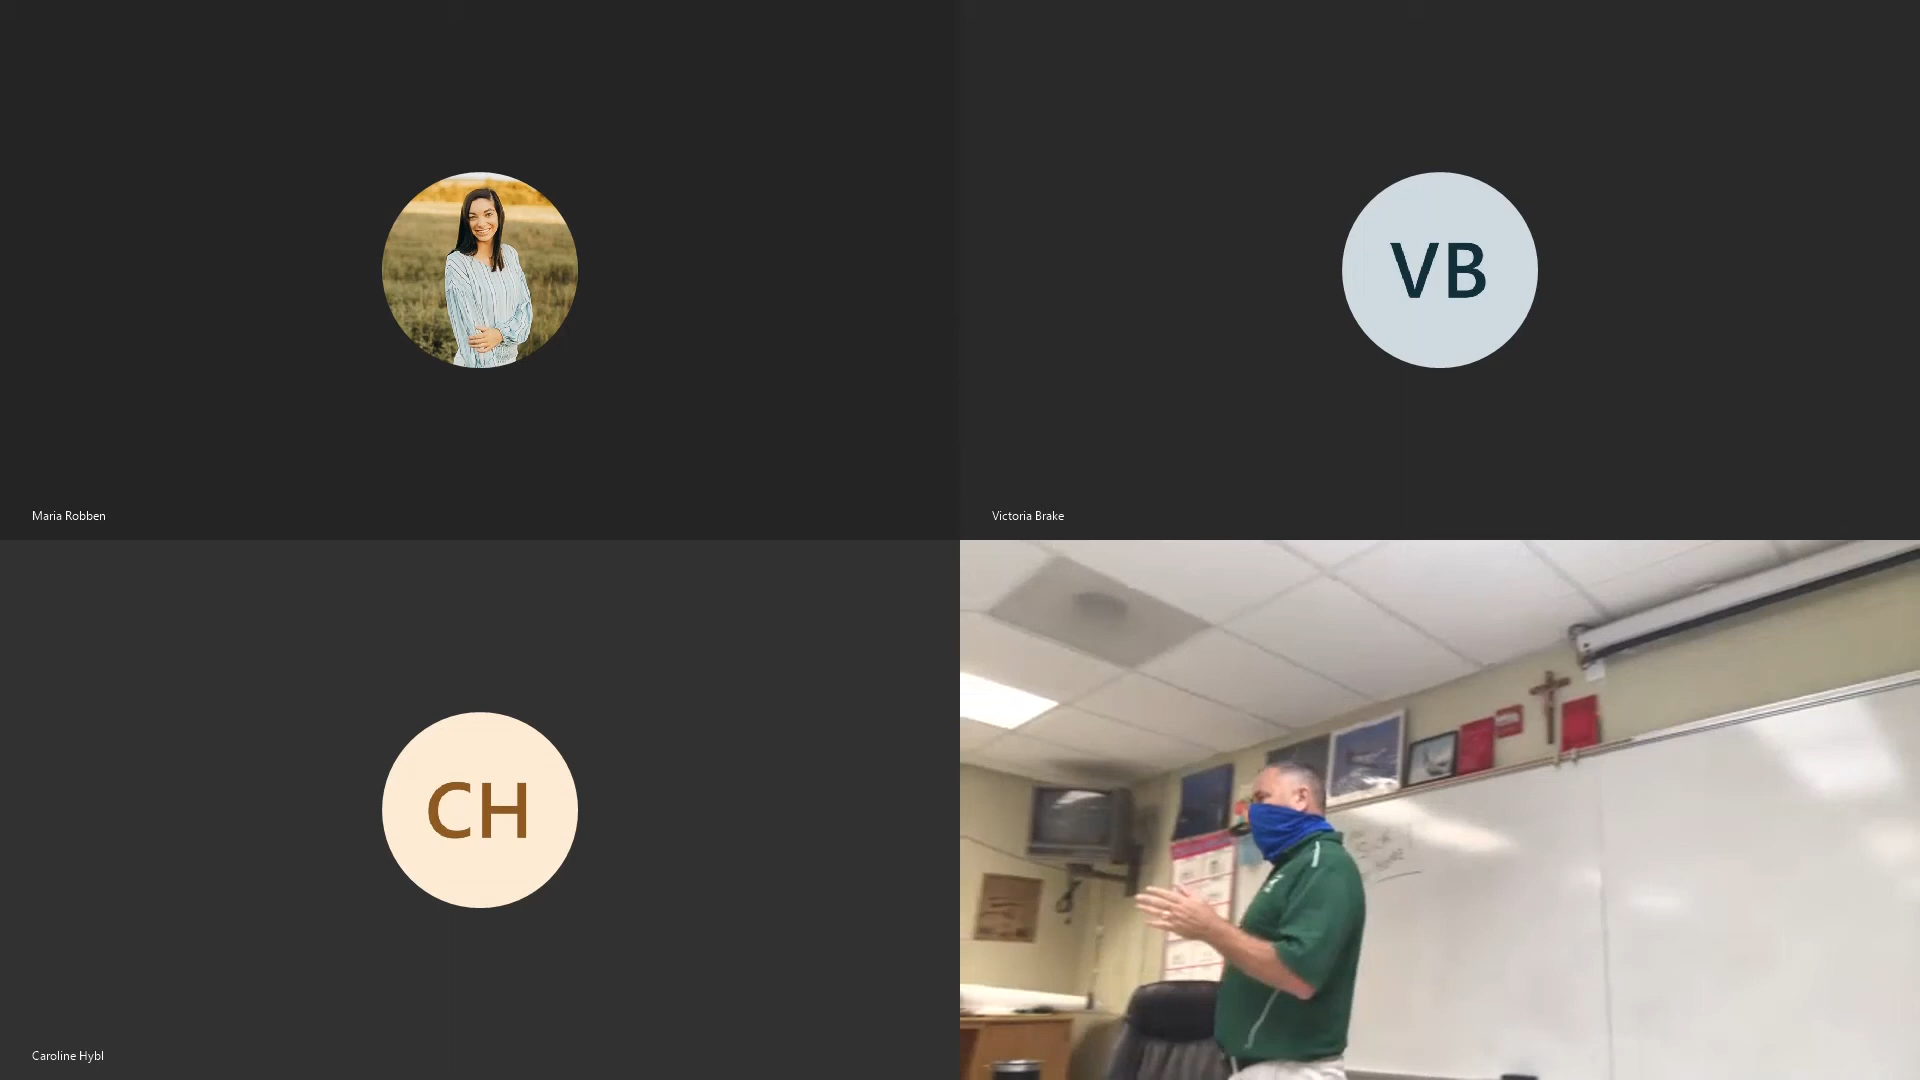 VB
Maria Robben
Victoria Brake
CH
Caroline Hybl